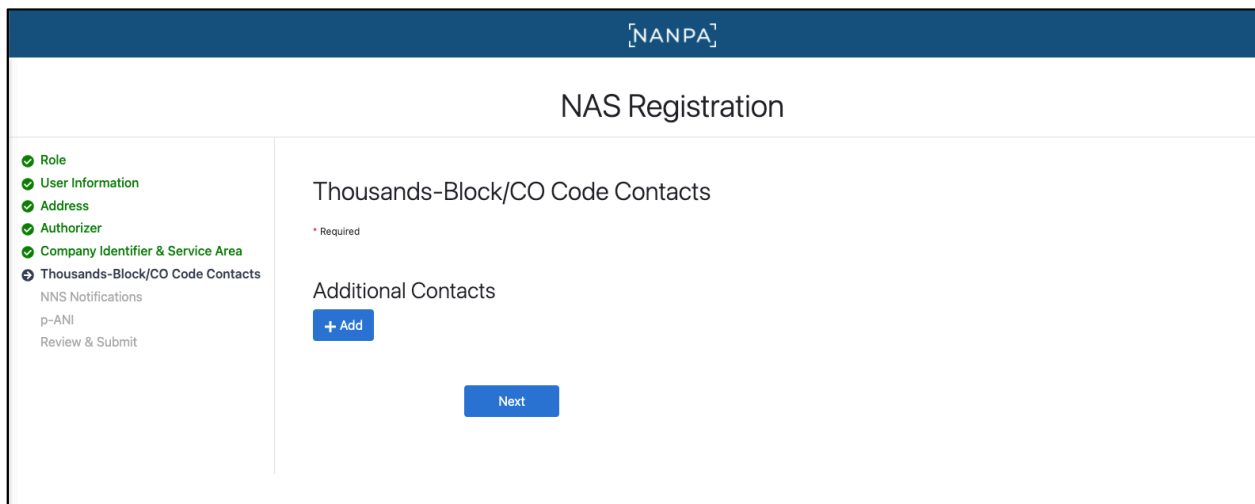 NANPA
NAS Registration
Role
User Information
Address
Authorizer
Company Identifier & Service Area
Thousands-Block/CO Code Contacts
NNS Notifications
p-ANI
Review & Submit
Thousands-Block/CO Code Contacts
* Required
Additional Contacts
+ Add
Next